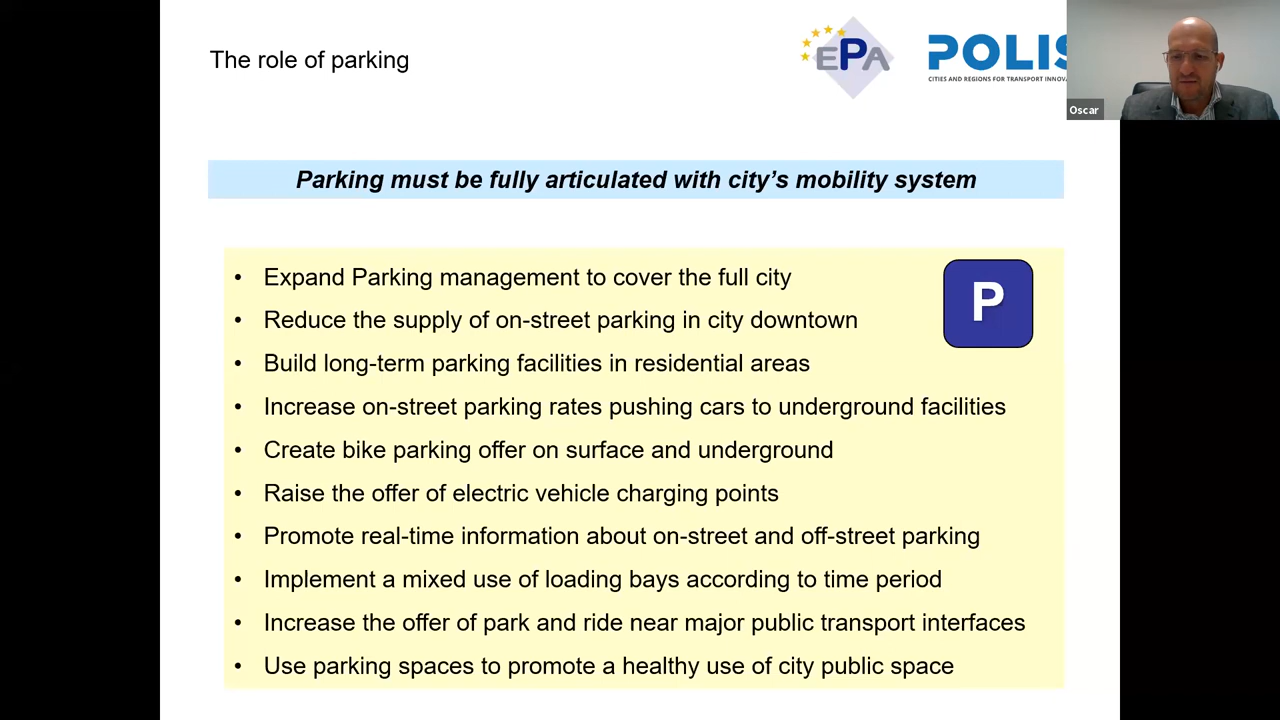 The role of parking
EPA
POLIS
CITIES AND REGIONS FOR TRANSPORT
Oscar
Parking must be fully articulated with city's mobility system
P
• Expand Parking management to cover the full city
• Reduce the supply of on-street parking in city downtown
• Build long-term parking facilities in residential areas
• Increase on-street parking rates pushing cars to underground facilities
• Create bike parking offer on surface and underground
• Raise the offer of electric vehicle charging points
• Promote real-time information about on-street and off-street parking
• Implement a mixed use of loading bays according to time period
• Increase the offer of park and ride near major public transport interfaces
• Use parking spaces to promote a healthy use of city public space